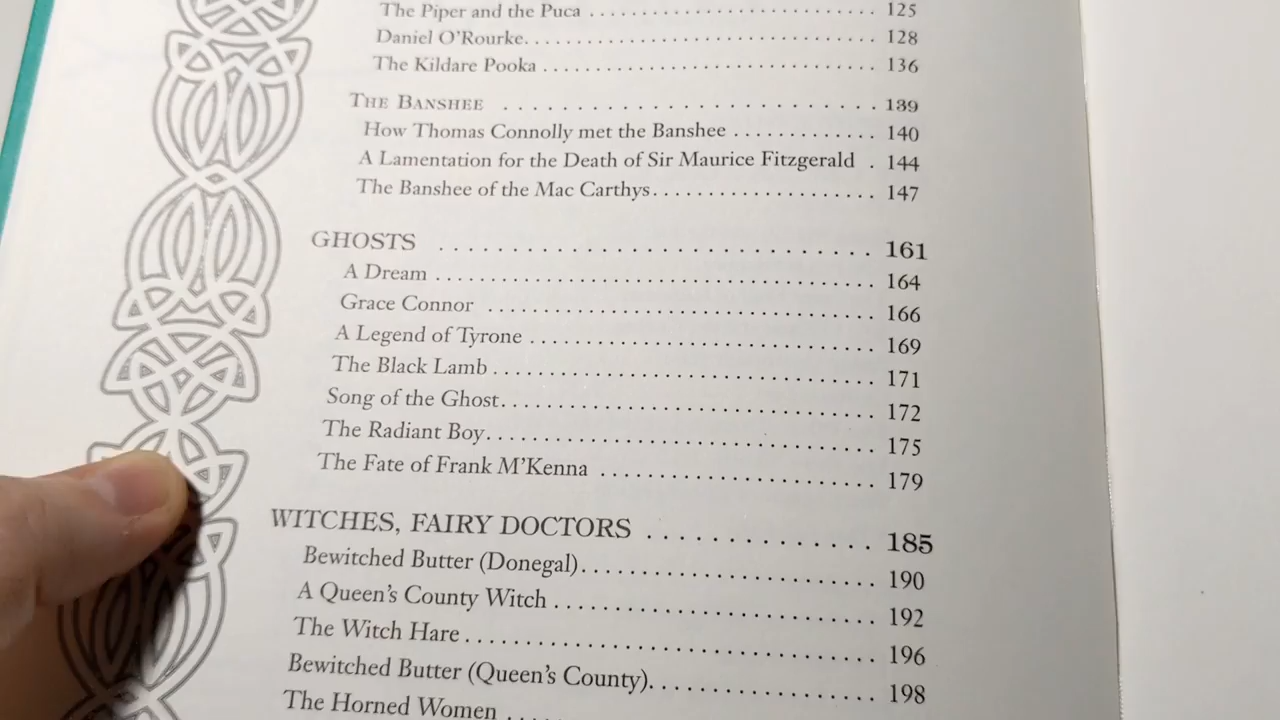 The Piper and the Puca . . . . . . . . . . . . . . . . . . . . . . . . . . . . . 125
Daniel O'Rourke. . . . . . . . . . . . . . . . . . . . . . . . . . . . . . . . . . . 128
The Kildare Pooka . . . . . . . . . . . . . . . . . . . . . . . . . . . . . . . . . 136
The Banshee . . . . . . . . . . . . . . . . . . . . . . . . . . . . . . . . . 139
How Thomas Connolly met the Banshee . . . . . . . . . . . . . 140
A Lamentation for the Death of Sir Maurice Fitzgerald . 144
The Banshee of the Mac Carthys. . . . . . . . . . . . . . . . . . . . . 147
GHOSTS . . . . . . . . . . . . . . . . . . . . . . . . . . . . . . . 161
A Dream . . . . . . . . . . . . . . . . . . . . . . . . . . . . . . . . . . . . . . . . 164
Grace Connor . . . . . . . . . . . . . . . . . . . . . . . . . . . . . . . . . . . 166
A Legend of Tyrone . . . . . . . . . . . . . . . . . . . . . . . . . . . . . . . 169
The Black Lamb . . . . . . . . . . . . . . . . . . . . . . . . . . . . . . . . . . 171
Song of the Ghost. . . . . . . . . . . . . . . . . . . . . . . . . . . . . . . . . 172
The Radiant Boy. . . . . . . . . . . . . . . . . . . . . . . . . . . . . . . . . . 175
The Fate of Frank M'Kenna . . . . . . . . . . . . . . . . . . . . . . . . 179
WITCHES, FAIRY DOCTORS . . . . . . . . . . . . . 185
Bewitched Butter (Donegal). . . . . . . . . . . . . . . . . . . . . . . . . 190
A Queen's County Witch . . . . . . . . . . . . . . . . . . . . . . . . . . . 192
The Witch Hare . . . . . . . . . . . . . . . . . . . . . . . . . . . . . . . . . . 196
Bewitched Butter (Queen's County). . . . . . . . . . . . . . . . . . . 198
The Horned Women . . . .